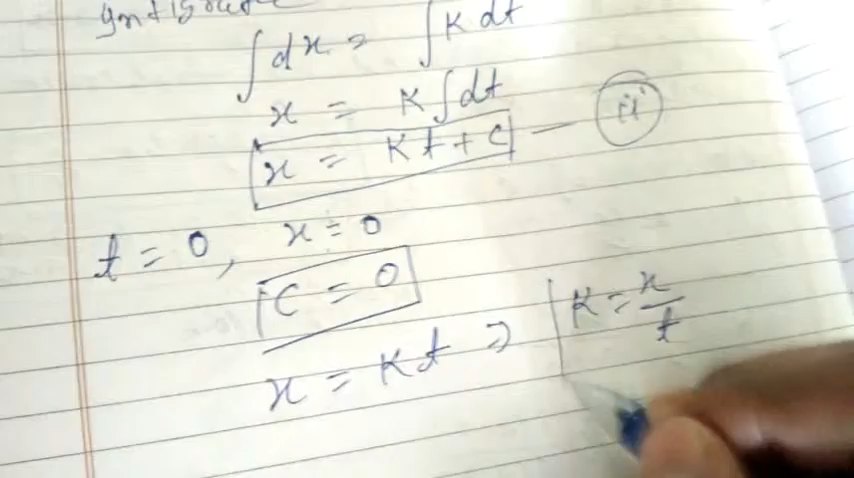 ∫dx = ∫K dt
x = K∫dt
x = Kt + C — (ii)
t = 0, x = 0
C = 0
x = Kt ⇒ K = x/t